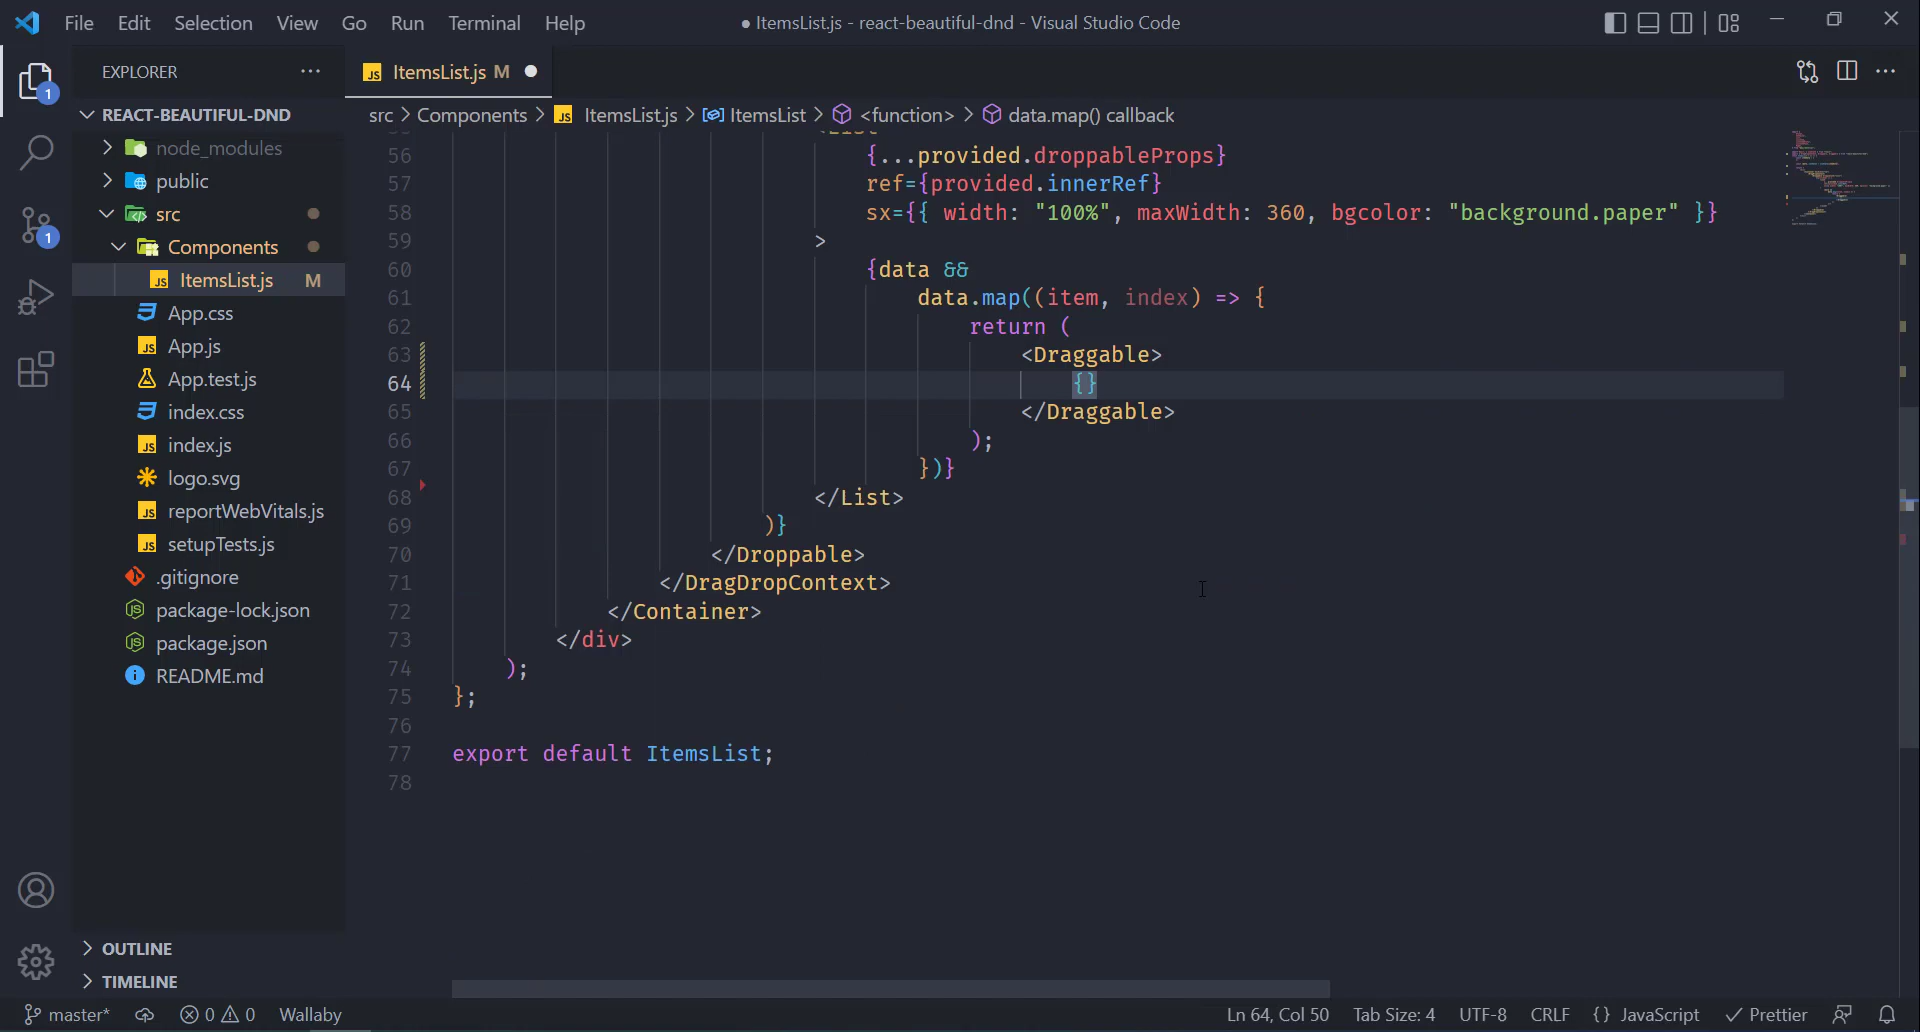 File Edit Selection View Go Run Terminal Help
● ItemsList.js - react-beautiful-dnd - Visual Studio Code
EXPLORER
ItemsList.js M
REACT-BEAUTIFUL-DND
src > Components > ItemsList.js > ItemsList > <function> > data.map() callback
node_modules
public
src
Components
ItemsList.js M
App.css
App.js
App.test.js
index.css
index.js
logo.svg
reportWebVitals.js
setupTests.js
.gitignore
package-lock.json
package.json
README.md
OUTLINE
TIMELINE
1
1
56 {...provided.droppableProps}
57 ref={provided.innerRef}
58 sx={{ width: "100%", maxWidth: 360, bgcolor: "background.paper" }}
59 >
60 {data &&
61 data.map((item, index) => {
62 return (
63 <Draggable>
64 {}
65 </Draggable>
66 );
67 })}
68 </List>
69 )}
70 </Droppable>
71 </DragDropContext>
72 </Container>
73 </div>
74 );
75 };
76
77 export default ItemsList;
78
master* 0 0 Wallaby
Ln 64, Col 50 Tab Size: 4 UTF-8 CRLF {} JavaScript Prettier